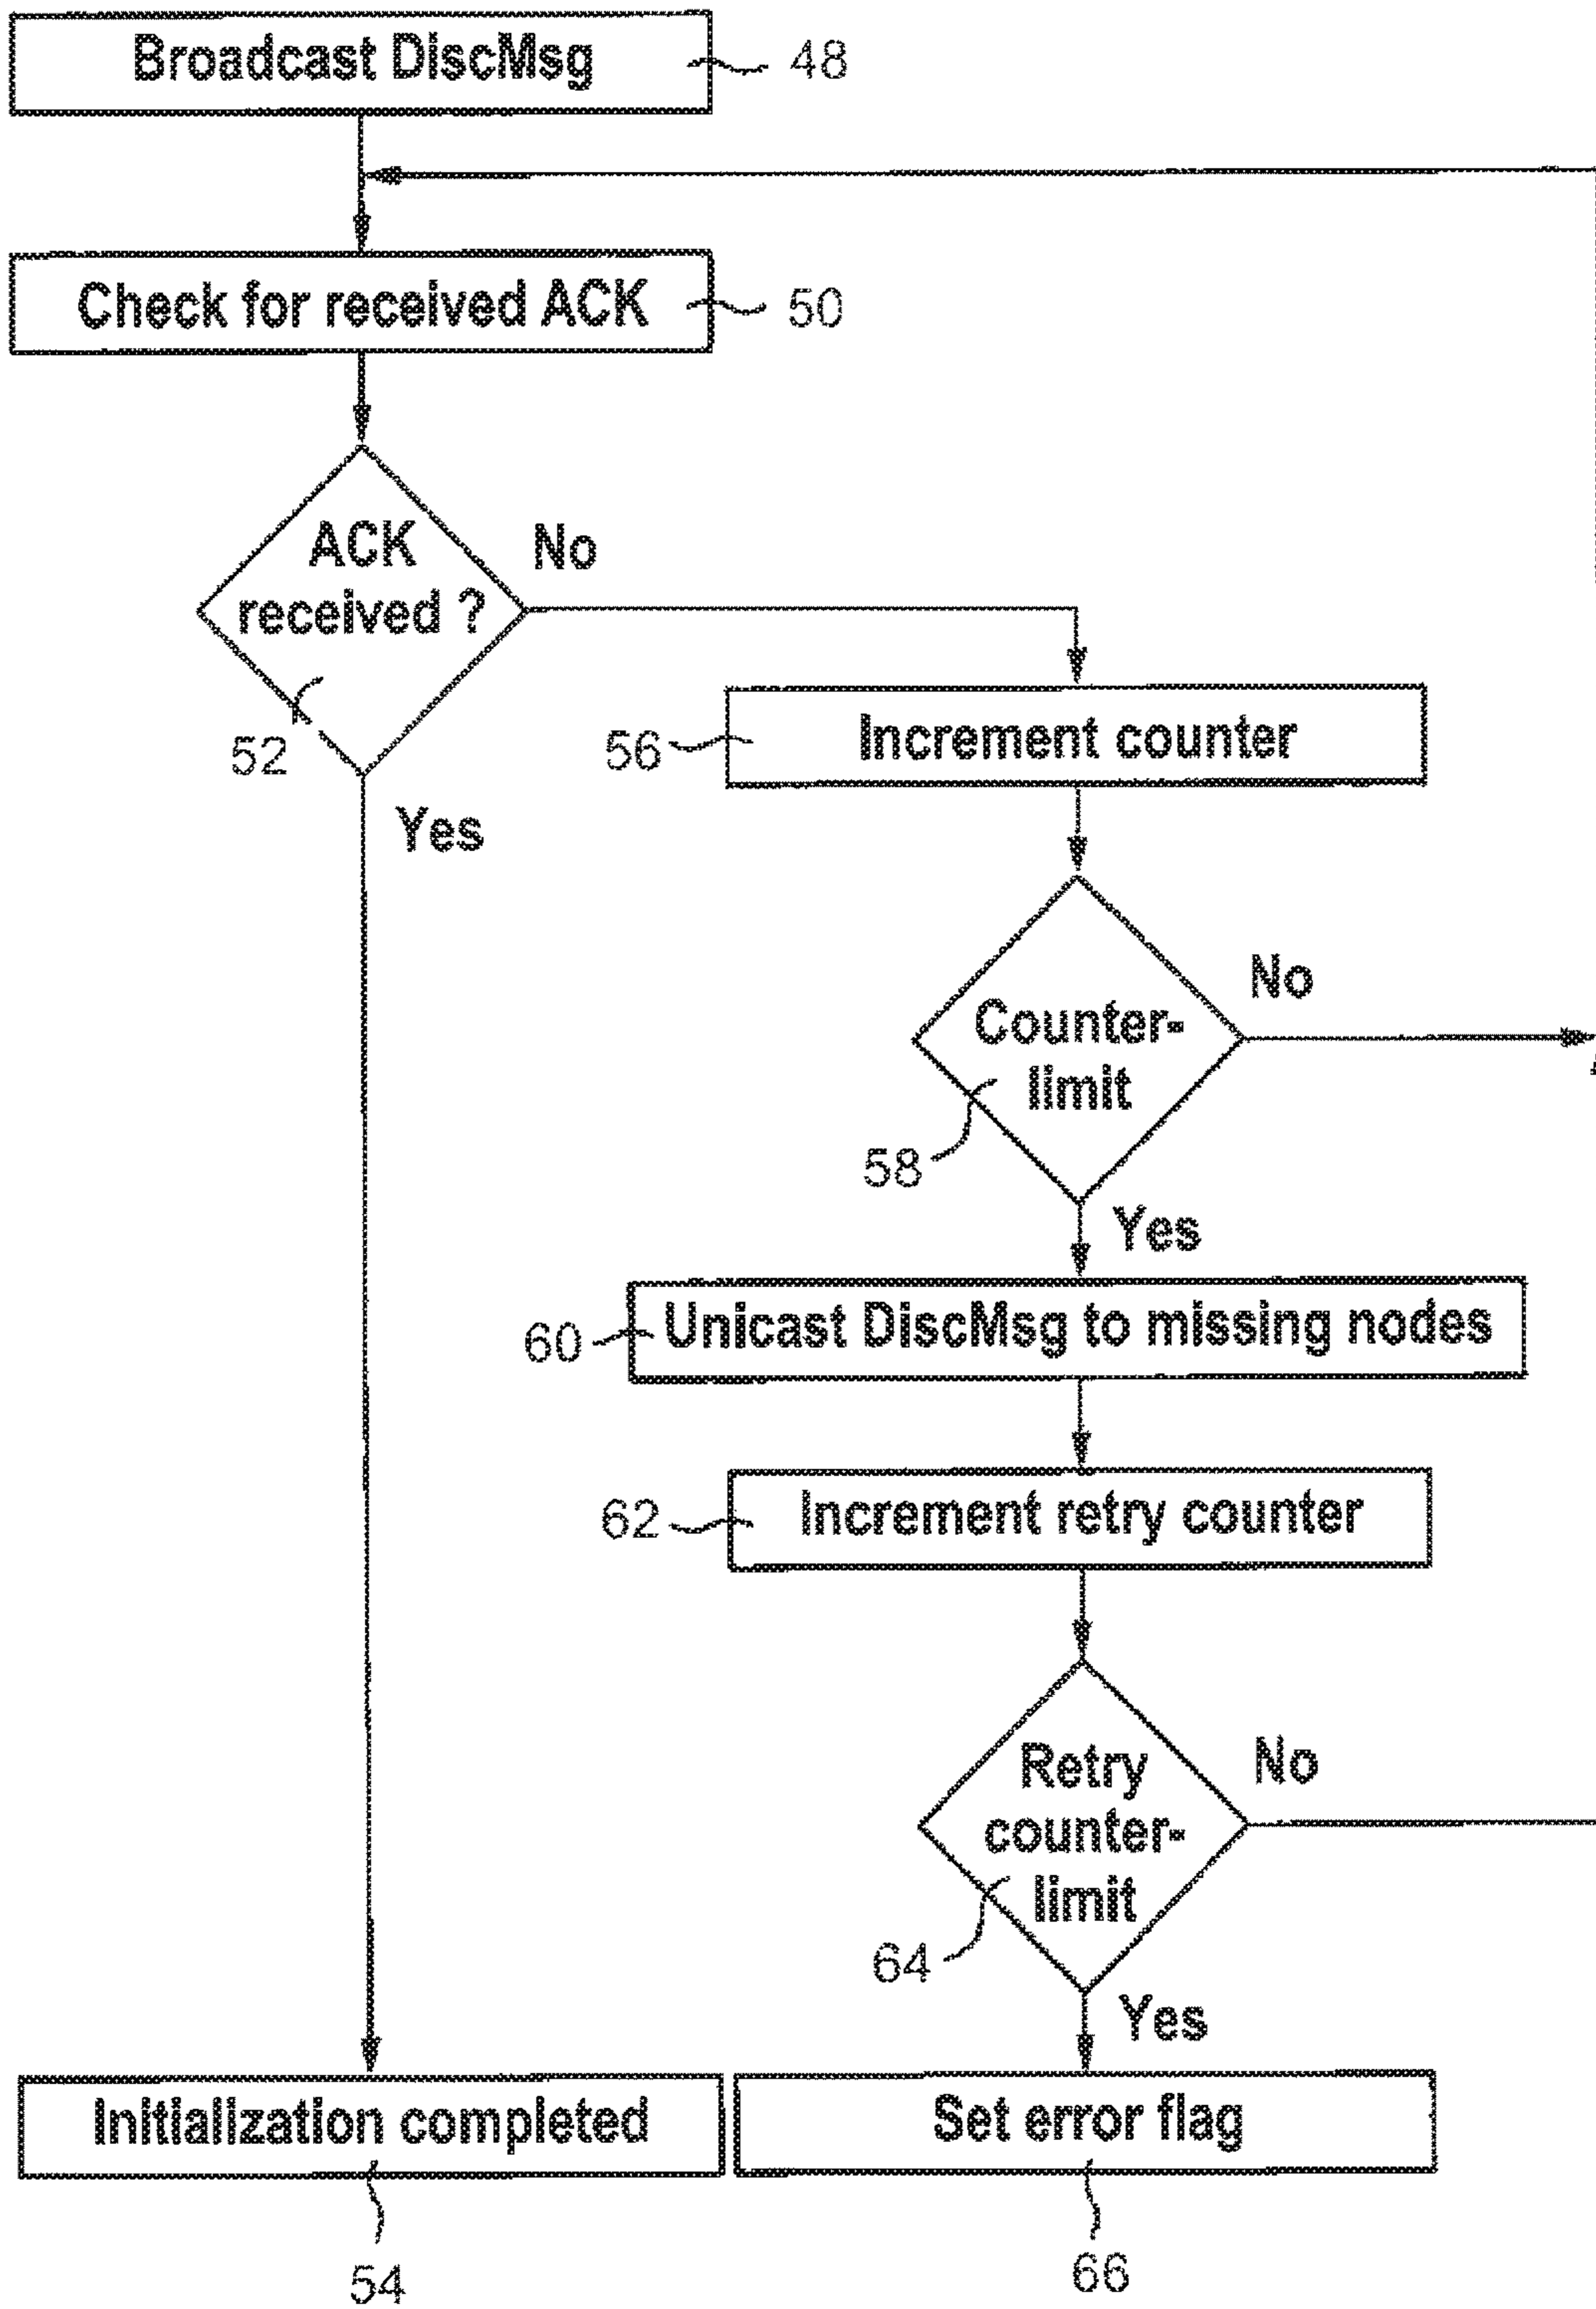 Broadcast DiscMsg
48
Check for received ACK
50
ACK
received ?
No
52
Yes
56
Increment counter
Counter-
limit
No
58
Yes
60
Unicast DiscMsg to missing nodes
62
Increment retry counter
Retry
counter-
limit
No
64
Yes
Initialization completed
Set error flag
54
66